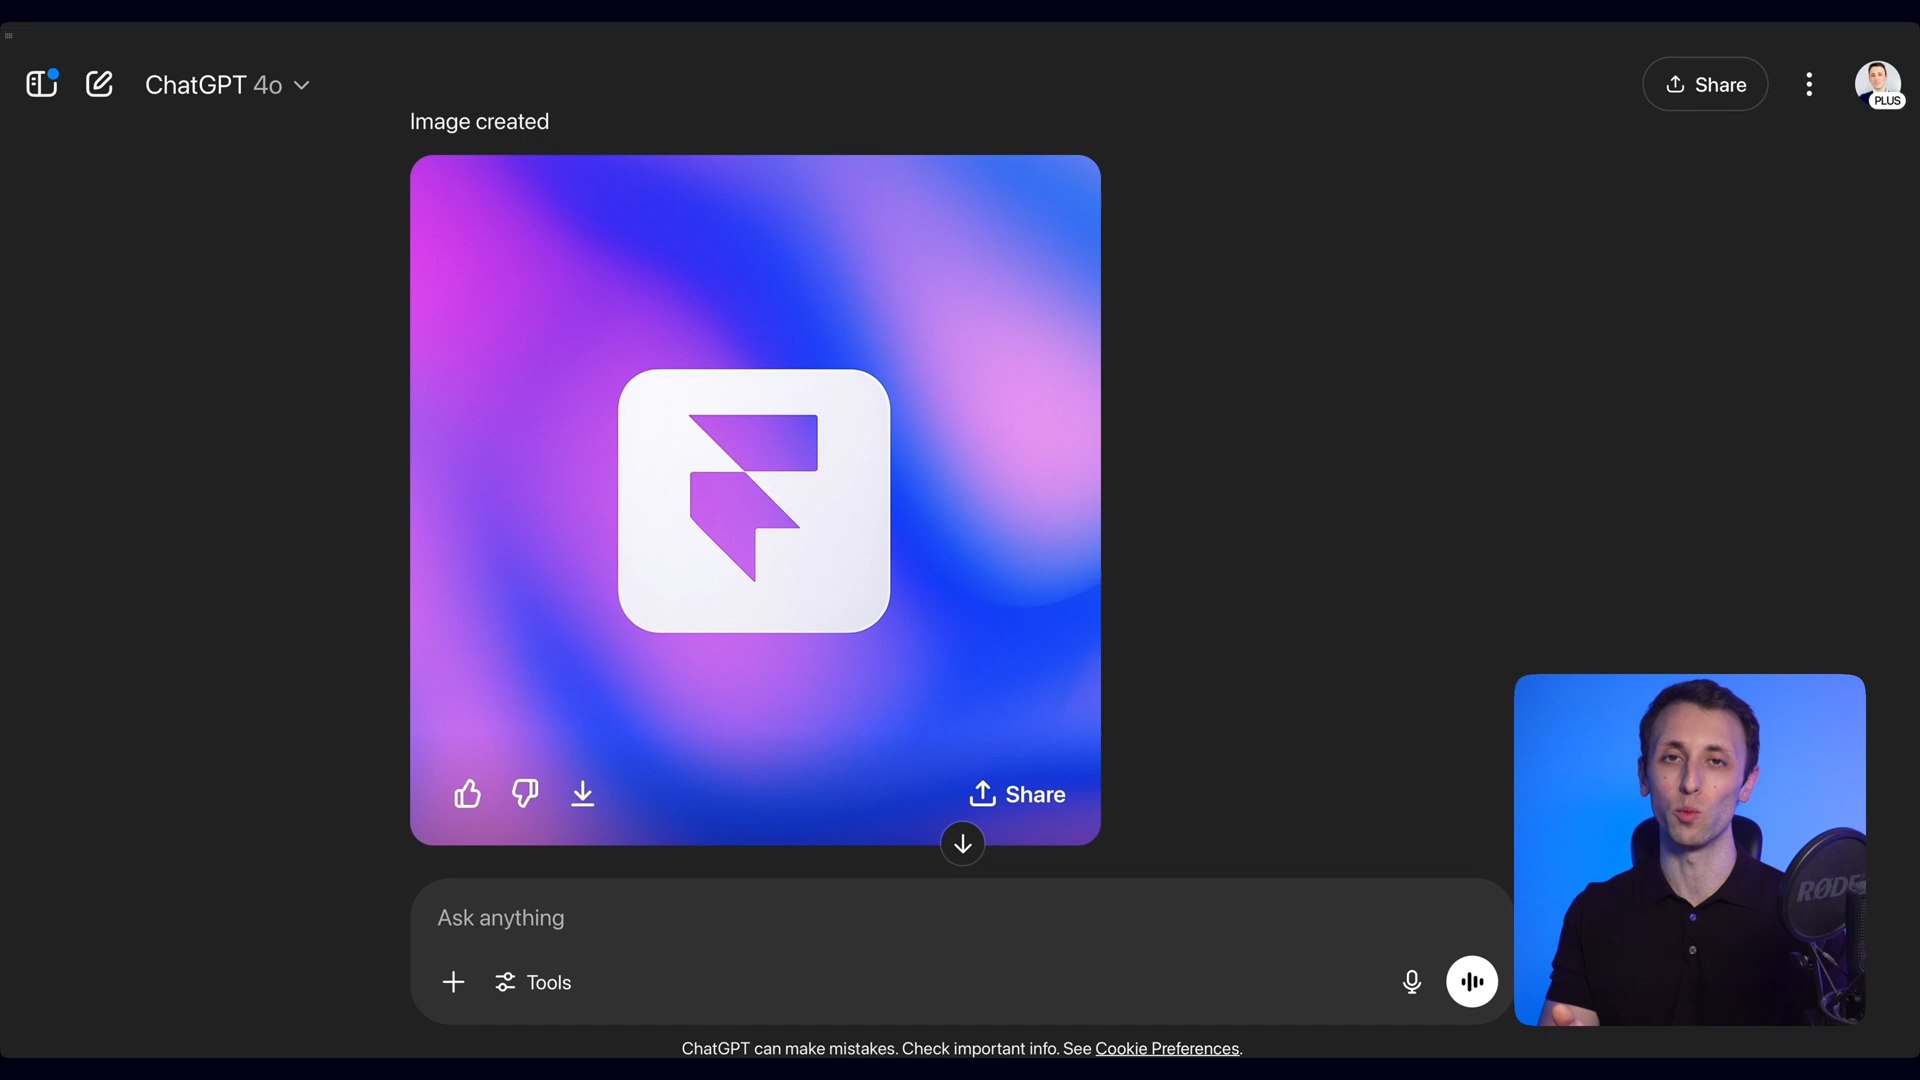 ChatGPT 4o
Share
PLUS
Image created
Share
RØDE
Ask anything
Tools
ChatGPT can make mistakes. Check important info. See Cookie Preferences.